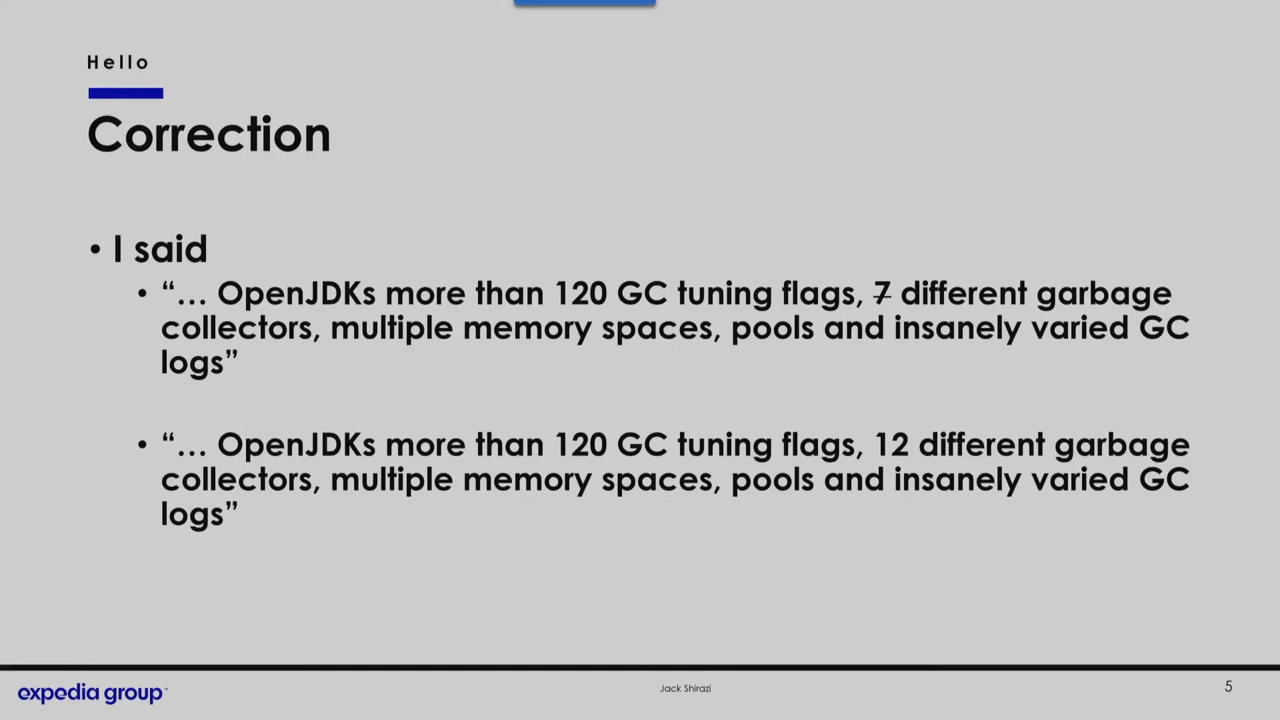 Hello
Correction
• I said
• “… OpenJDKs more than 120 GC tuning flags, 7 different garbage
collectors, multiple memory spaces, pools and insanely varied GC
logs”
• “… OpenJDKs more than 120 GC tuning flags, 12 different garbage
collectors, multiple memory spaces, pools and insanely varied GC
logs”
expedia group™
Jack Shirazi
5